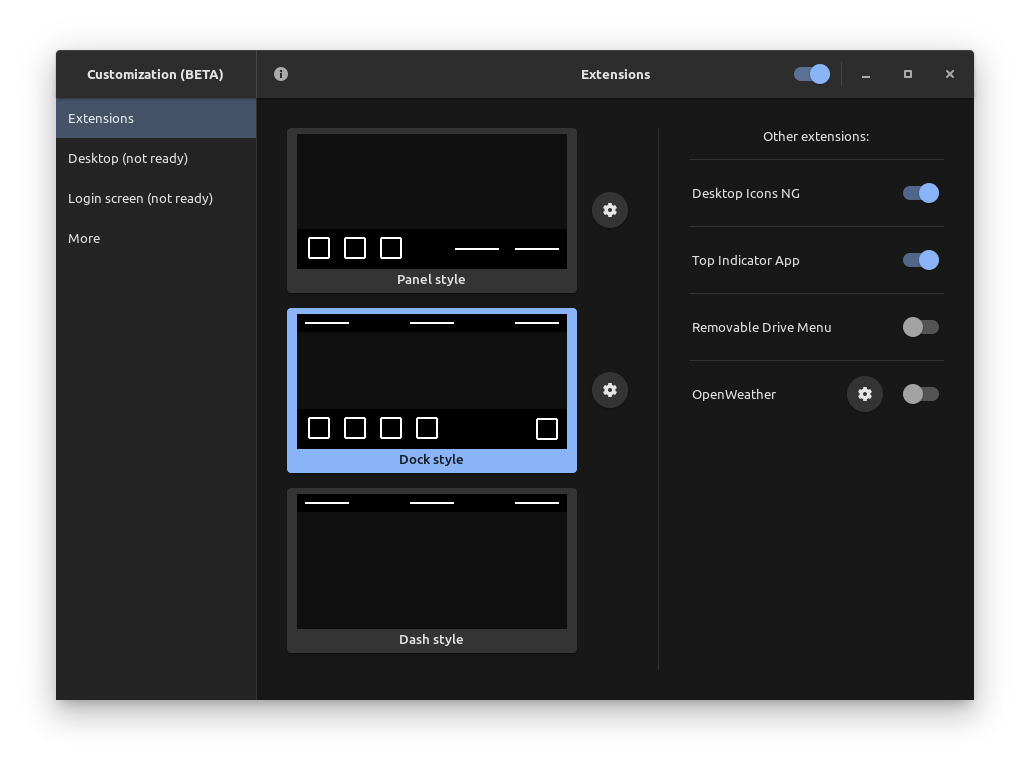 Customization (BETA)
Extensions
Extensions
Desktop (not ready)
Login screen (not ready)
More
Panel style
Dock style
Dash style
Other extensions:
Desktop Icons NG
Top Indicator App
Removable Drive Menu
OpenWeather